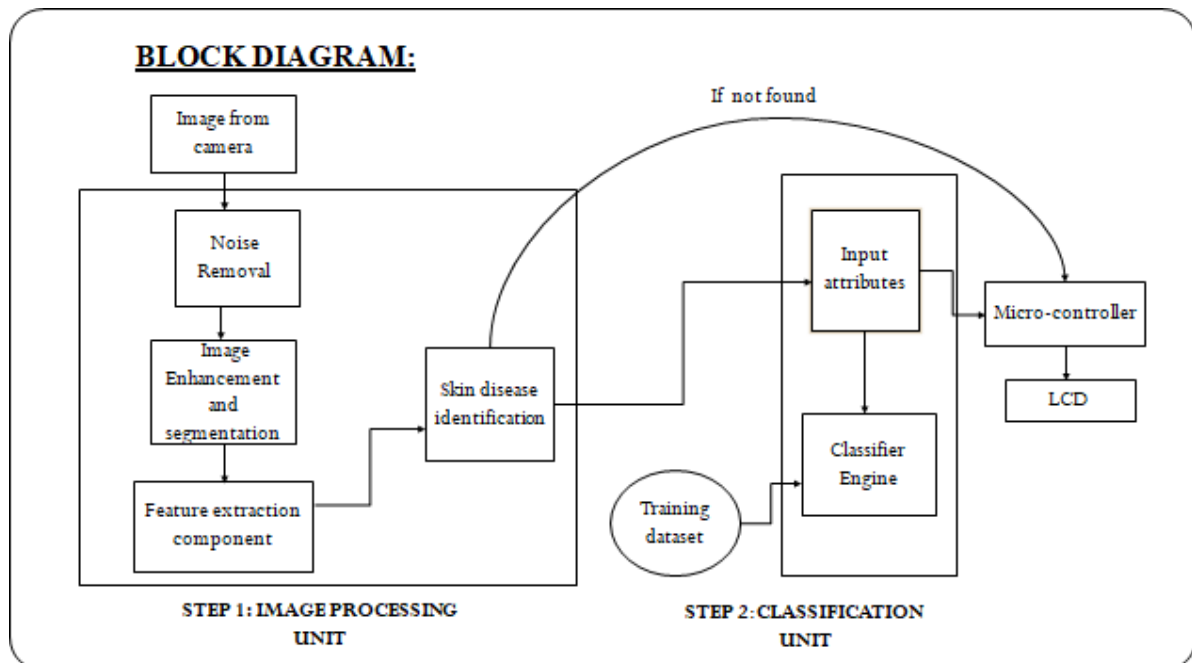 BLOCK DIAGRAM:
Image from
camera
Noise
Removal
Image
Enhancement
and
segmentation
Feature extraction
component
Skin disease
identification
If not found
Input
attributes
Classifier
Engine
Training
dataset
Micro-controller
LCD
STEP 1: IMAGE PROCESSING
UNIT
STEP 2: CLASSIFICATION
UNIT